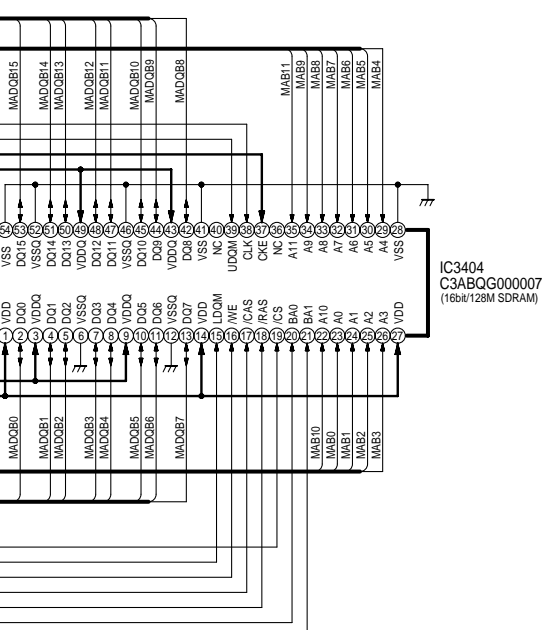 MADQB15
MADQB14
MADQB13
MADQB12
MADQB11
MADQB10
MADQB9
MADQB8
MAB11
MAB9
MAB8
MAB7
MAB6
MAB5
MAB4
54 53 52 51 50 49 48 47 46 45 44 43 42 41 40 39 38 37 36 35 34 33 32 31 30 29 28
VSS
DQ15
VSSQ
DQ14
DQ13
VDDQ
DQ12
DQ11
VSSQ
DQ10
DQ9
VDDQ
DQ8
VSS
NC
UDQM
CLK
CKE
NC
A11
A9
A8
A7
A6
A5
A4
VSS
IC3404
C3ABQG000007
(16bit/128M SDRAM)
VDD
DQ0
VDDQ
DQ1
DQ2
VSSQ
DQ3
DQ4
VDDQ
DQ5
DQ6
VSSQ
DQ7
VDD
LDQM
/WE
/CAS
/RAS
/CS
BA0
BA1
A10
A0
A1
A2
A3
VDD
1 2 3 4 5 6 7 8 9 10 11 12 13 14 15 16 17 18 19 20 21 22 23 24 25 26 27
MADQB0
MADQB1
MADQB2
MADQB3
MADQB4
MADQB5
MADQB6
MADQB7
MAB10
MAB0
MAB1
MAB2
MAB3